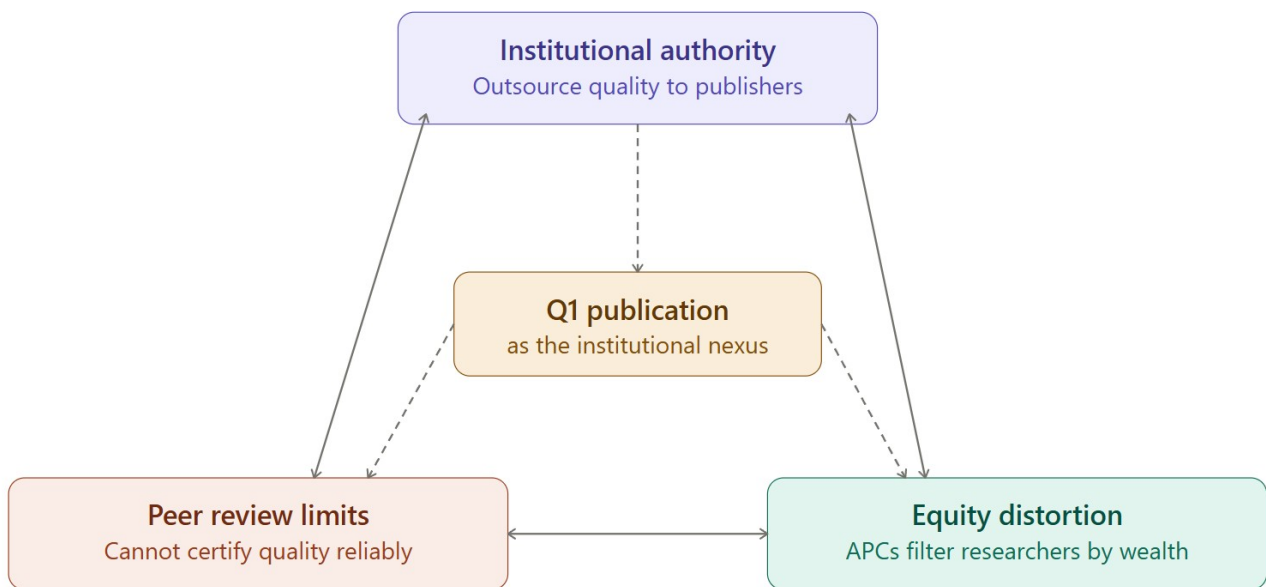 Institutional authority
Outsource quality to publishers
Q1 publication
as the institutional nexus
Peer review limits
Cannot certify quality reliably
Equity distortion
APCs filter researchers by wealth